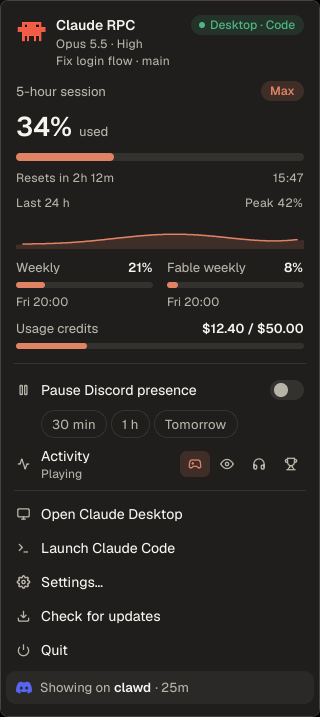 Claude RPC
Desktop · Code
Opus 5.5 · High
Fix login flow · main
5-hour session
Max
34% used
Resets in 2h 12m
15:47
Last 24 h
Peak 42%
Weekly
21%
Fable weekly
8%
Fri 20:00
Fri 20:00
Usage credits
$12.40 / $50.00
Pause Discord presence
30 min
1 h
Tomorrow
Activity
Playing
Open Claude Desktop
Launch Claude Code
Settings...
Check for updates
Quit
Showing on clawd · 25m